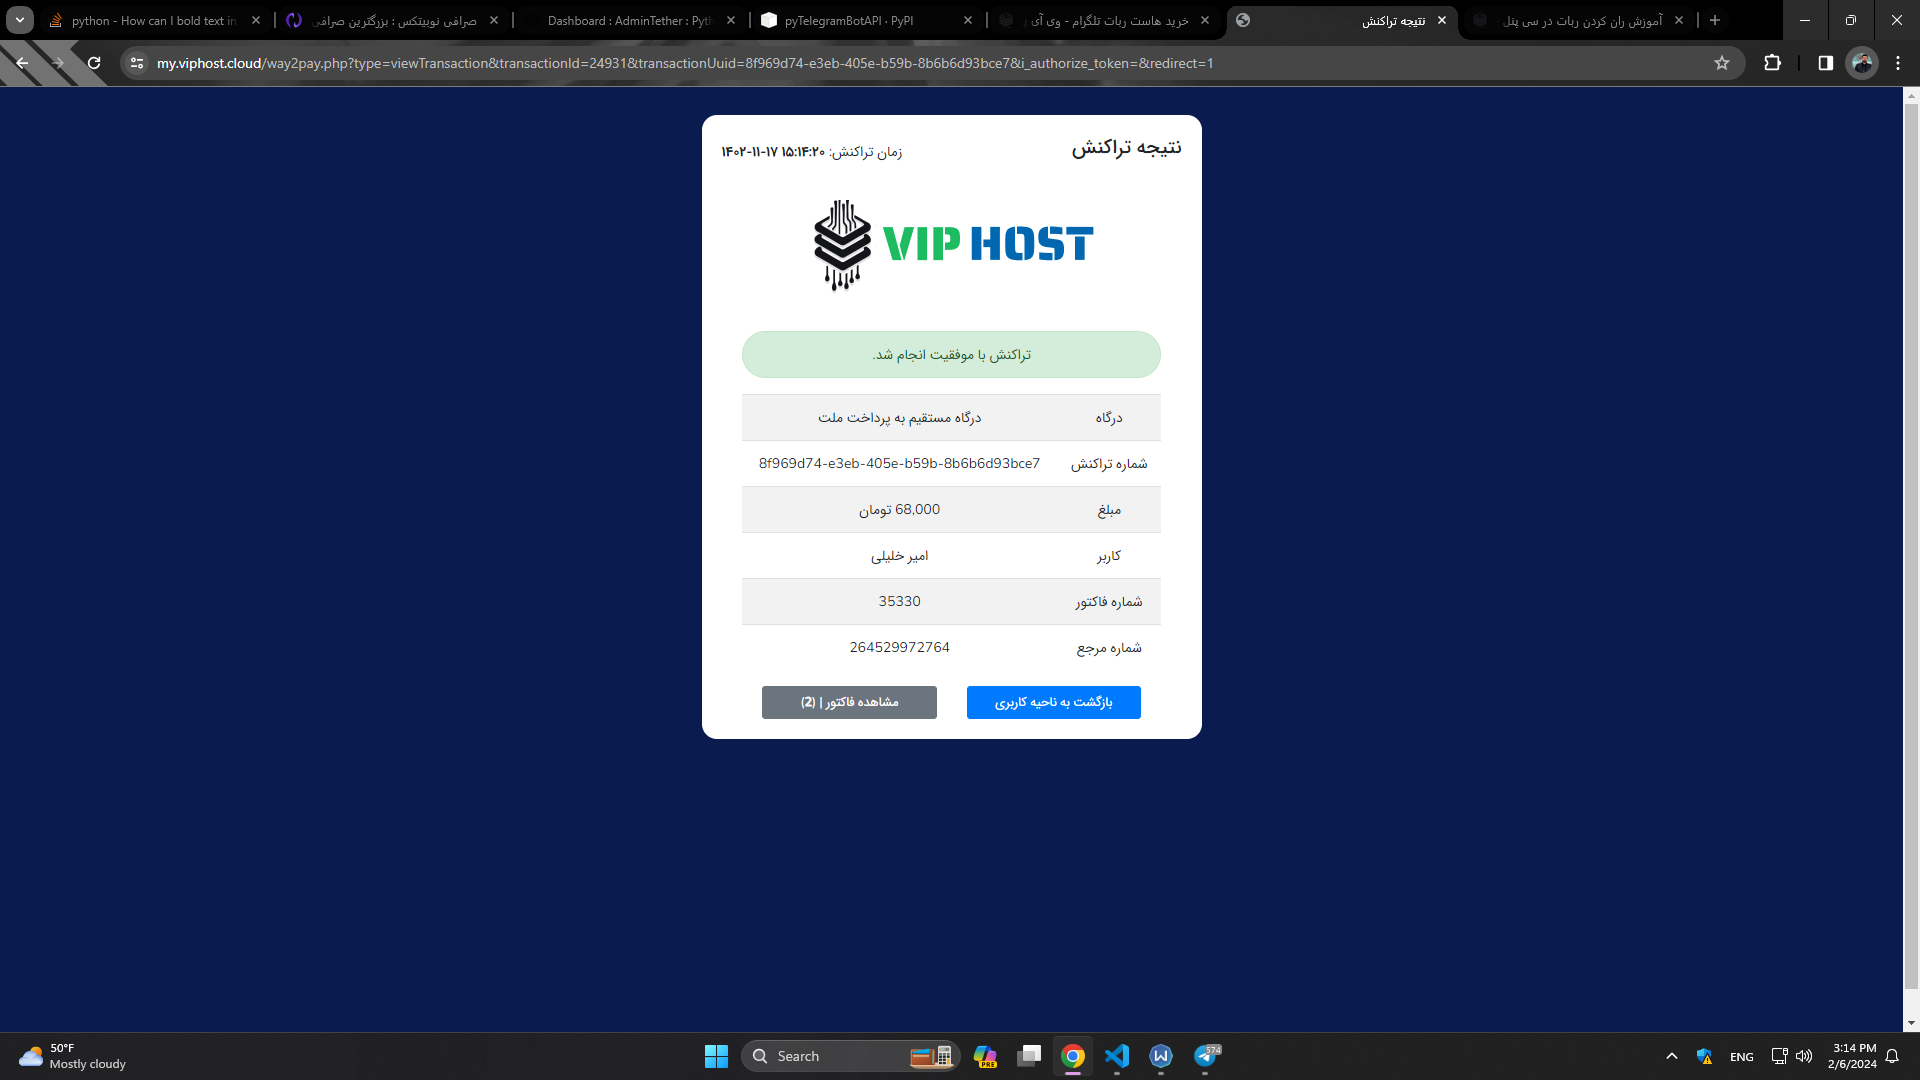 python - How can I bold text in
صرافی نوبیتکس : بزرگترین صرافی
Dashboard : AdminTether : Pyth
pyTelegramBotAPI · PyPI
خرید هاست ربات تلگرام - وی آی پ
نتیجه تراکنش
آموزش ران کردن ربات در سی پنل
my.viphost.cloud/way2pay.php?type=viewTransaction&transactionId=24931&transactionUuid=8f969d74-e3eb-405e-b59b-8b6b6d93bce7&i_authorize_token=&redirect=1
نتیجه تراکنش
زمان تراکنش: ۱۴۰۲-۱۱-۱۷ ۱۵:۱۴:۲۰
VIP HOST
تراکنش با موفقیت انجام شد.
درگاه درگاه مستقیم به پرداخت ملت
شماره تراکنش 8f969d74-e3eb-405e-b59b-8b6b6d93bce7
مبلغ 68,000 تومان
کاربر امیر خلیلی
شماره فاکتور 35330
شماره مرجع 264529972764
بازگشت به ناحیه کاربری
مشاهده فاکتور | (2)
50°F
Mostly cloudy
Search
PRE
574
ENG
3:14 PM
2/6/2024